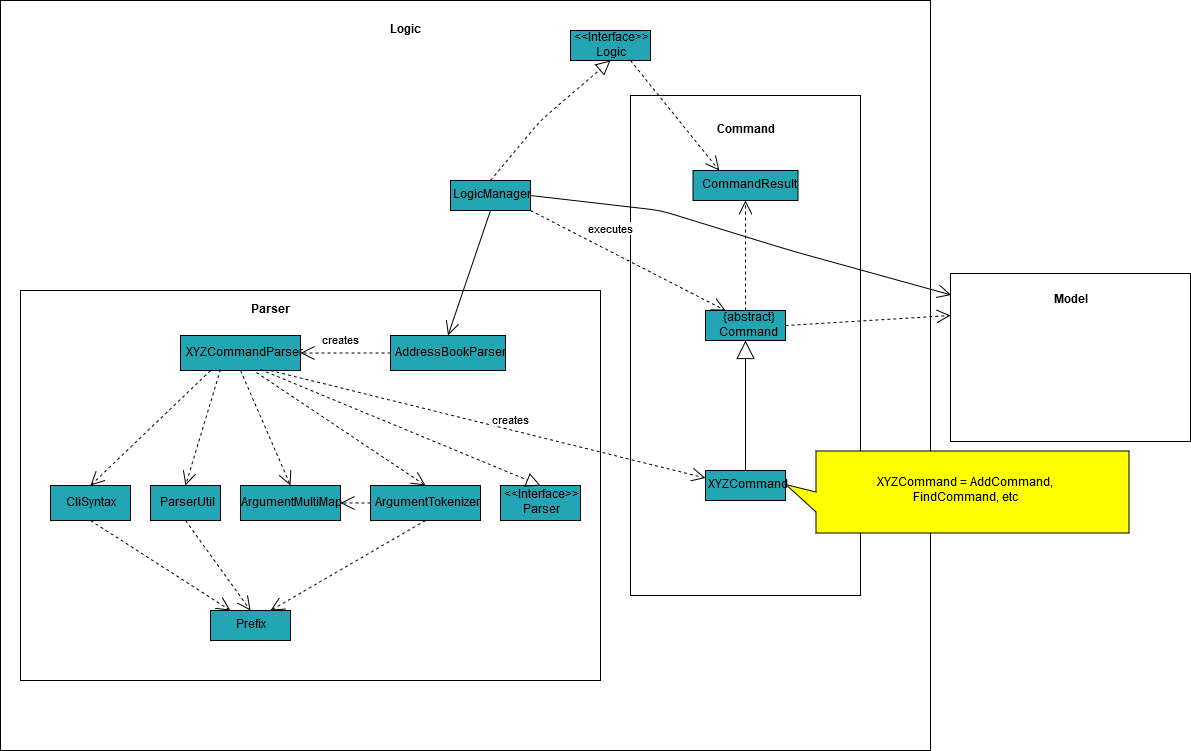 Logic
<<Interface>>
Logic
Command
CommandResult
LogicManager
executes
Model
Parser
{abstract}
Command
creates
XYZCommandParser
AddressBookParser
creates
XYZCommand
XYZCommand = AddCommand,
FindCommand, etc
CliSyntax
ParserUtil
ArgumentMultiMap
ArgumentTokenizer
<<Interface>>
Parser
Prefix